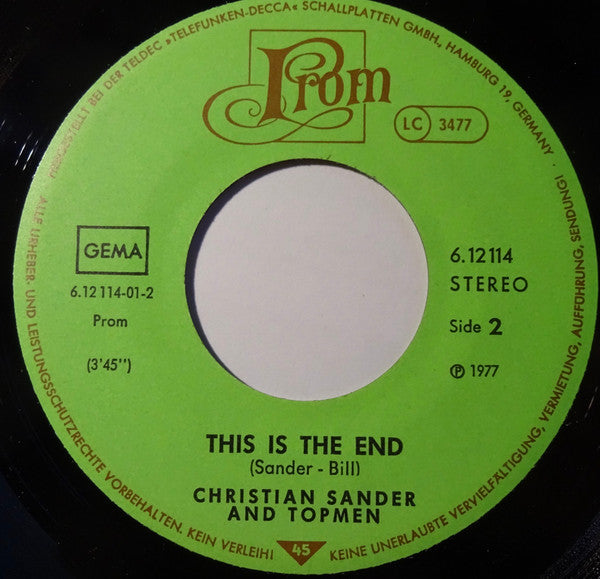 HERGESTELLT BEI DER TELDEC »TELEFUNKEN-DECCA« SCHALLPLATTEN GMBH., HAMBURG 19, GERMANY ·
Prom
LC 3477
GEMA
6.12 114-01-2
Prom
(3'45'')
6.12114
STEREO
Side 2
℗ 1977
THIS IS THE END
(Sander - Bill)
CHRISTIAN SANDER
AND TOPMEN
ALLE URHEBER- UND LEISTUNGSSCHUTZRECHTE VORBEHALTEN. KEIN VERLEIH! KEINE UNERLAUBTE VERVIELFÄLTIGUNG, VERMIETUNG, AUFFÜHRUNG, SENDUNG!
45